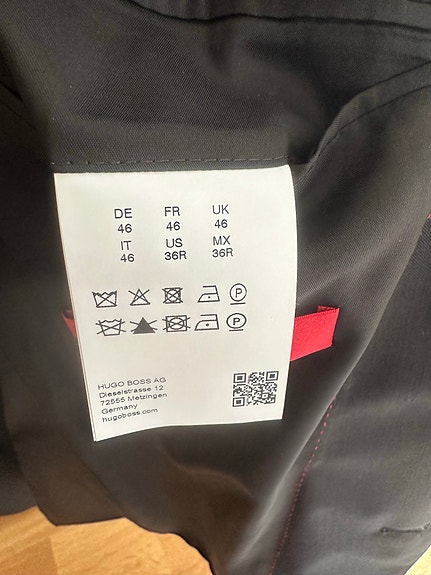 DE FR UK
46 46 46
IT US MX
46 36R 36R
P
P
HUGO BOSS AG
Dieselstrasse 12
72555 Metzingen
Germany
hugoboss.com